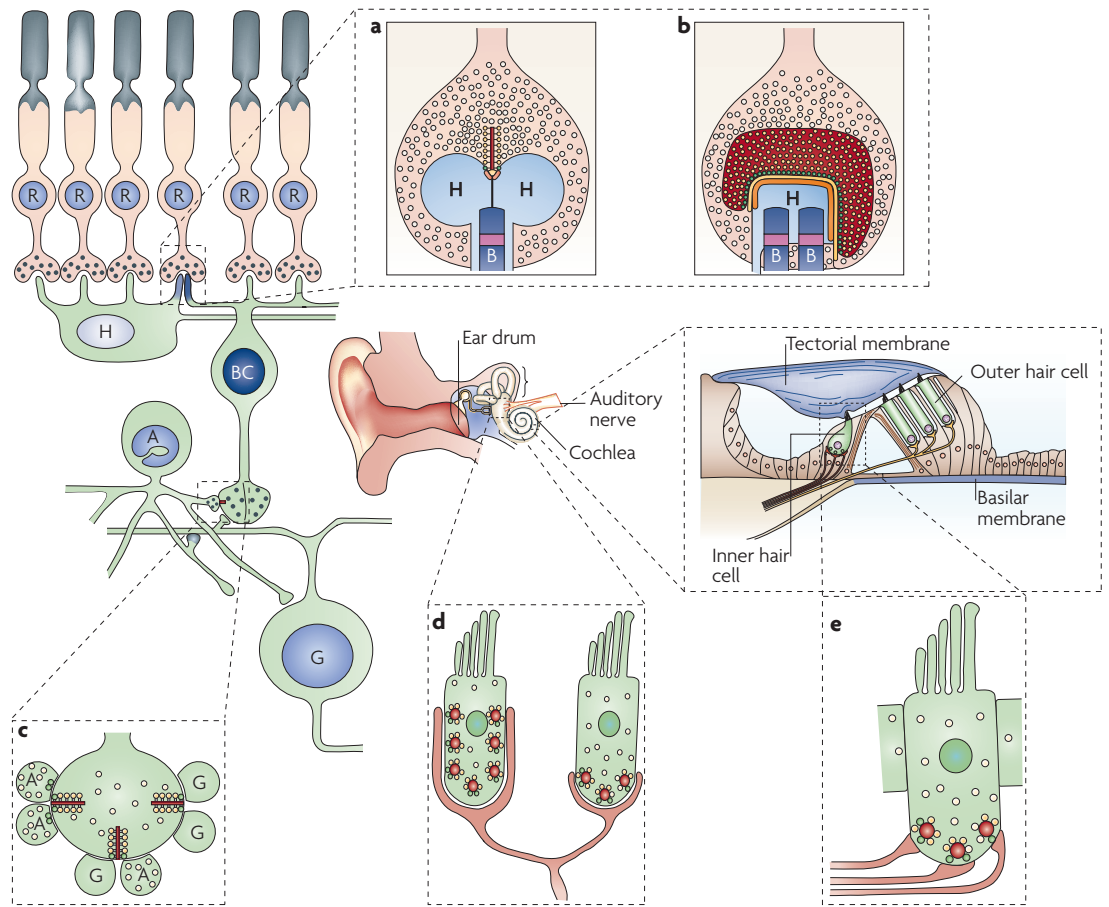 a
b
R
R
R
R
R
R
H
H
H
B
B
B
H
BC
A
G
Ear drum
Auditory
nerve
Cochlea
Tectorial membrane
Outer hair cell
Basilar
membrane
Inner hair
cell
c
A
A
G
G
G
A
d
e